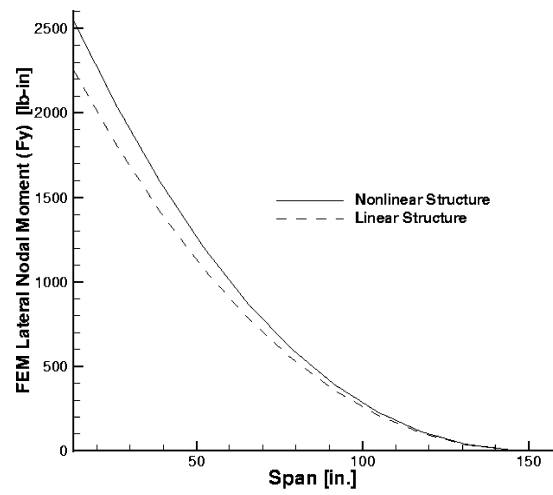 2500
2000
1500
1000
500
0
FEM Lateral Nodal Moment (Fy) [lb-in]
Nonlinear Structure
Linear Structure
50
100
150
Span [in.]